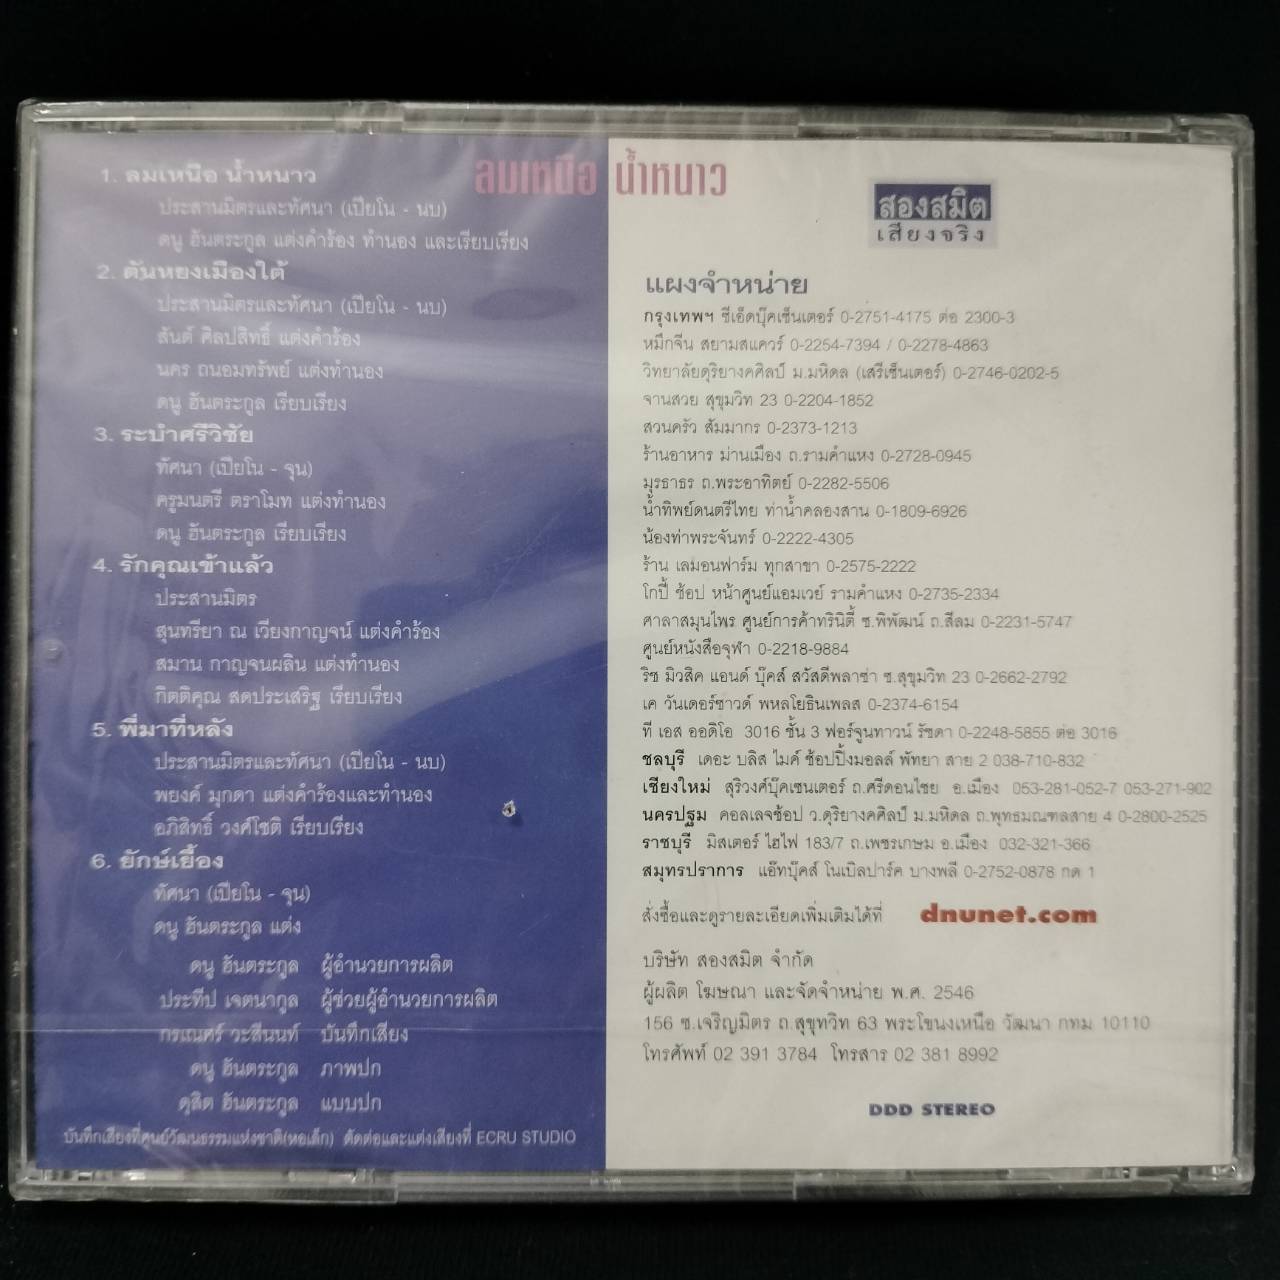 ลมเหนือ น้ำหนาว
1. ลมเหนือ น้ำหนาว
ประสานมิตรและทัศนา (เปียโน - นบ)
ดนู ฮันตระกูล แต่งคำร้อง ทำนอง และเรียบเรียง
2. ตันหยงเมืองใต้
ประสานมิตรและทัศนา (เปียโน - นบ)
สันต์ ศิลปสิทธิ์ แต่งคำร้อง
นคร ถนอมทรัพย์ แต่งทำนอง
ดนู ฮันตระกูล เรียบเรียง
3. ระบำศรีวิชัย
ทัศนา (เปียโน - จุน)
ครูมนตรี ตราโมท แต่งทำนอง
ดนู ฮันตระกูล เรียบเรียง
4. รักคุณเข้าแล้ว
ประสานมิตร
สุนทรียา ณ เวียงกาญจน์ แต่งคำร้อง
สมาน กาญจนผลิน แต่งทำนอง
กิตติคุณ สดประเสริฐ เรียบเรียง
5. พี่มาที่หลัง
ประสานมิตรและทัศนา (เปียโน - นบ)
พยงค์ มุกดา แต่งคำร้องและทำนอง
อภิสิทธิ์ วงศ์โชติ เรียบเรียง
6. ยักษ์เยื้อง
ทัศนา (เปียโน - จุน)
ดนู ฮันตระกูล แต่ง
ดนู ฮันตระกูล ผู้อำนวยการผลิต
ประทีป เจตนากูล ผู้ช่วยผู้อำนวยการผลิต
กรเณศร์ วะสีนนท์ บันทึกเสียง
ดนู ฮันตระกูล ภาพปก
ดุสิต ฮันตระกูล แบบปก
บันทึกเสียงที่ศูนย์วัฒนธรรมแห่งชาติ(หอเล็ก) ตัดต่อและแต่งเสียงที่ ECRU STUDIO
สองสมิต
เสียงจริง
แผงจำหน่าย
กรุงเทพฯ ซีเอ็ดบุ๊คเซ็นเตอร์ 0-2751-4175 ต่อ 2300-3
หมึกจีน สยามสแควร์ 0-2254-7394 / 0-2278-4863
วิทยาลัยดุริยางคศิลป์ ม.มหิดล (เสรีเซ็นเตอร์) 0-2746-0202-5
จานสวย สุขุมวิท 23 0-2204-1852
สวนครัว สัมมากร 0-2373-1213
ร้านอาหาร ม่านเมือง ถ.รามคำแหง 0-2728-0945
มุรธาธร ถ.พระอาทิตย์ 0-2282-5506
น้ำทิพย์ดนตรีไทย ท่าน้ำคลองสาน 0-1809-6926
น้องท่าพระจันทร์ 0-2222-4305
ร้าน เลมอนฟาร์ม ทุกสาขา 0-2575-2222
โกปี้ ช้อป หน้าศูนย์แอมเวย์ รามคำแหง 0-2735-2334
ศาลาสมุนไพร ศูนย์การค้าทรินิตี้ ซ.พิพัฒน์ ถ.สีลม 0-2231-5747
ศูนย์หนังสือจุฬา 0-2218-9884
ริช มิวสิค แอนด์ บุ๊คส์ สวัสดีพลาซ่า ซ.สุขุมวิท 23 0-2662-2792
เค วันเดอร์ซาวด์ พหลโยธินเพลส 0-2374-6154
ที เอส ออดิโอ 3016 ชั้น 3 ฟอร์จูนทาวน์ รัชดา 0-2248-5855 ต่อ 3016
ชลบุรี เดอะ บลิส ไมค์ ช้อปปิ้งมอลล์ พัทยา สาย 2 038-710-832
เชียงใหม่ สุริวงศ์บุ๊คเซนเตอร์ ถ.ศรีดอนไชย อ.เมือง 053-281-052-7 053-271-902
นครปฐม คอลเลจช้อป ว.ดุริยางคศิลป์ ม.มหิดล ถ.พุทธมณฑลสาย 4 0-2800-2525
ราชบุรี มิสเตอร์ ไฮไฟ 183/7 ถ.เพชรเกษม อ.เมือง 032-321-366
สมุทรปราการ แอ๊ทบุ๊คส์ โนเบิลปาร์ค บางพลี 0-2752-0878 กด 1
สั่งซื้อและดูรายละเอียดเพิ่มเติมได้ที่ dnunet.com
บริษัท สองสมิต จำกัด
ผู้ผลิต โฆษณา และจัดจำหน่าย พ.ศ. 2546
156 ซ.เจริญมิตร ถ.สุขุทวิท 63 พระโขนงเหนือ วัฒนา กทม 10110
โทรศัพท์ 02 391 3784 โทรสาร 02 381 8992
DDD STEREO